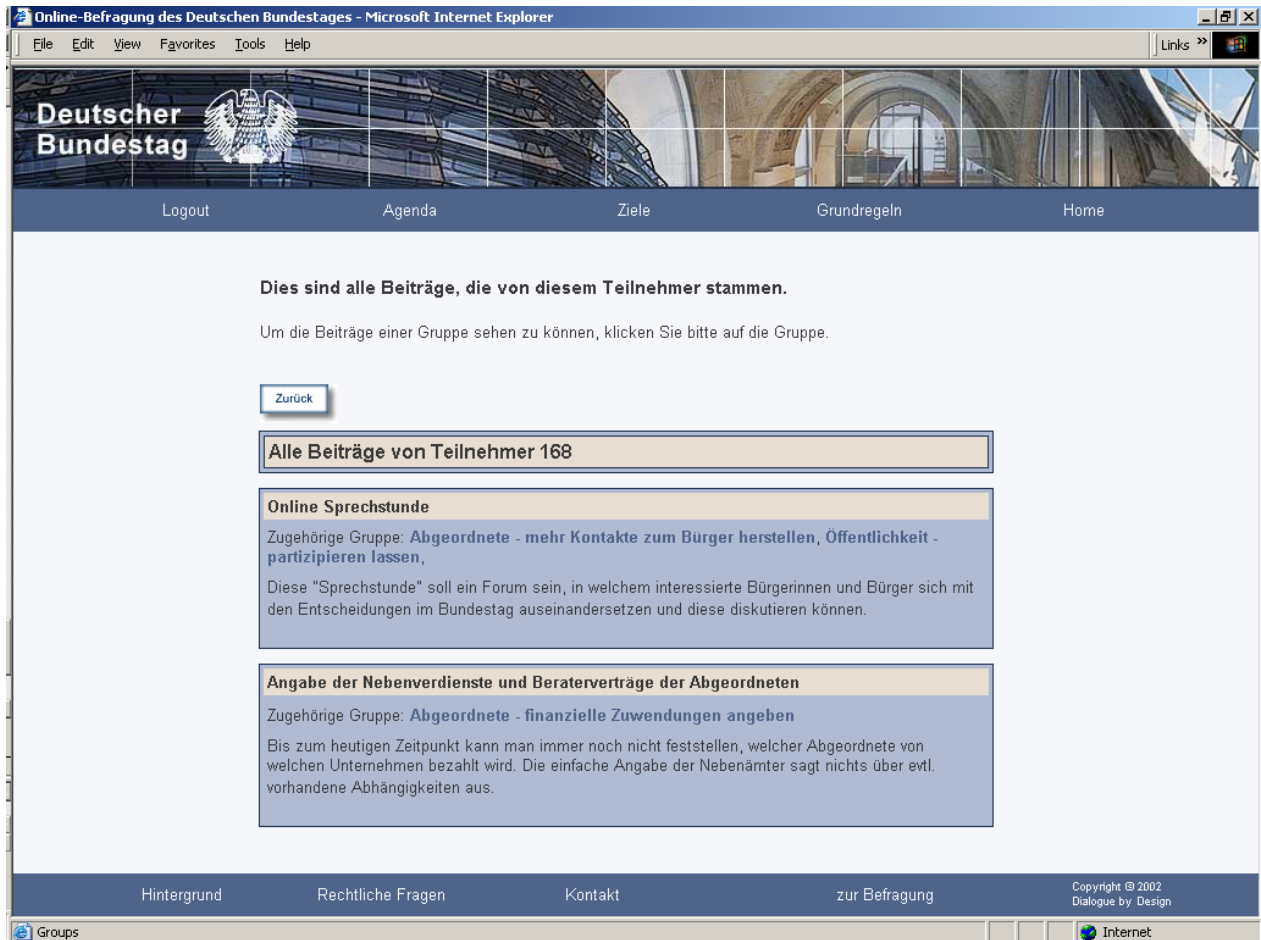 Online-Befragung des Deutschen Bundestages - Microsoft Internet Explorer
File Edit View Favorites Tools Help
Links »
Deutscher
Bundestag
Logout Agenda Ziele Grundregeln Home
Dies sind alle Beiträge, die von diesem Teilnehmer stammen.
Um die Beiträge einer Gruppe sehen zu können, klicken Sie bitte auf die Gruppe.
Zurück
Alle Beiträge von Teilnehmer 168
Online Sprechstunde
Zugehörige Gruppe: Abgeordnete - mehr Kontakte zum Bürger herstellen, Öffentlichkeit -
partizipieren lassen,
Diese "Sprechstunde" soll ein Forum sein, in welchem interessierte Bürgerinnen und Bürger sich mit
den Entscheidungen im Bundestag auseinandersetzen und diese diskutieren können.
Angabe der Nebenverdienste und Beraterverträge der Abgeordneten
Zugehörige Gruppe: Abgeordnete - finanzielle Zuwendungen angeben
Bis zum heutigen Zeitpunkt kann man immer noch nicht feststellen, welcher Abgeordnete von
welchen Unternehmen bezahlt wird. Die einfache Angabe der Nebenämter sagt nichts über evtl.
vorhandene Abhängigkeiten aus.
Hintergrund Rechtliche Fragen Kontakt zur Befragung
Copyright © 2002
Dialogue by Design
Groups Internet